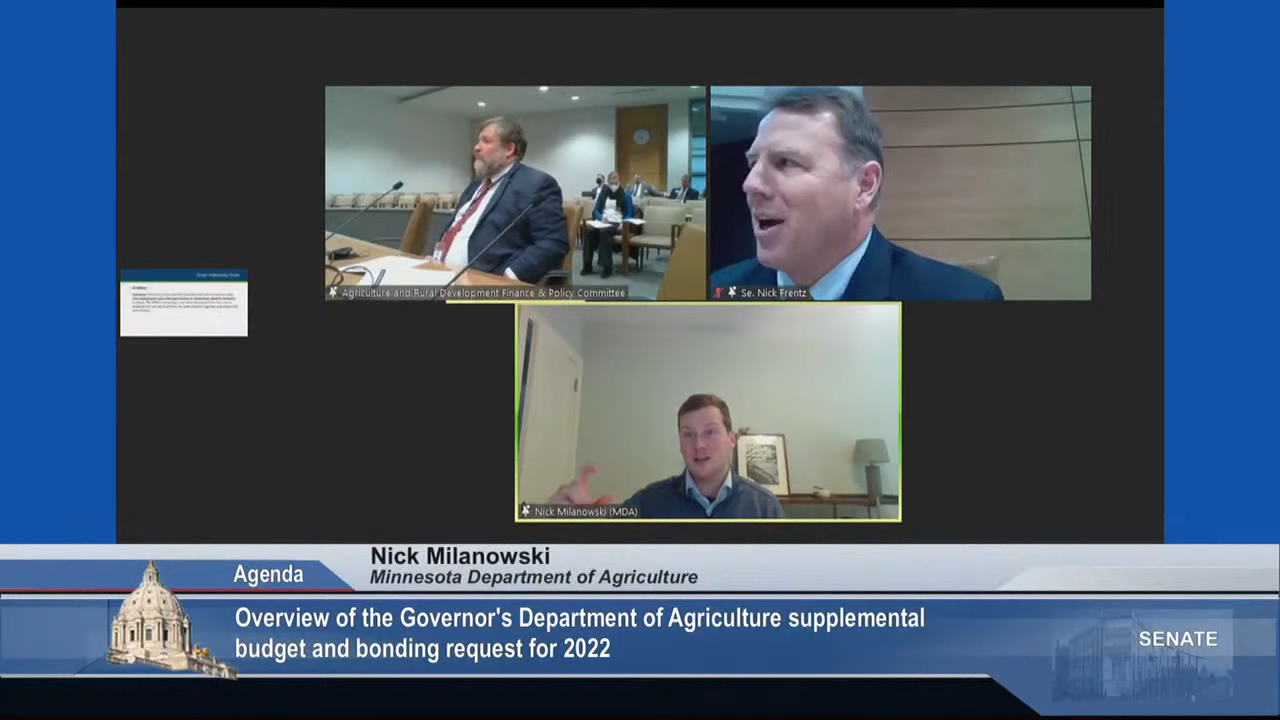 Agriculture and Rural Development Finance & Policy Committee
Se. Nick Frentz
Nick Milanowski (MDA)
Nick Milanowski
Agenda
Minnesota Department of Agriculture
Overview of the Governor's Department of Agriculture supplemental
budget and bonding request for 2022
SENATE